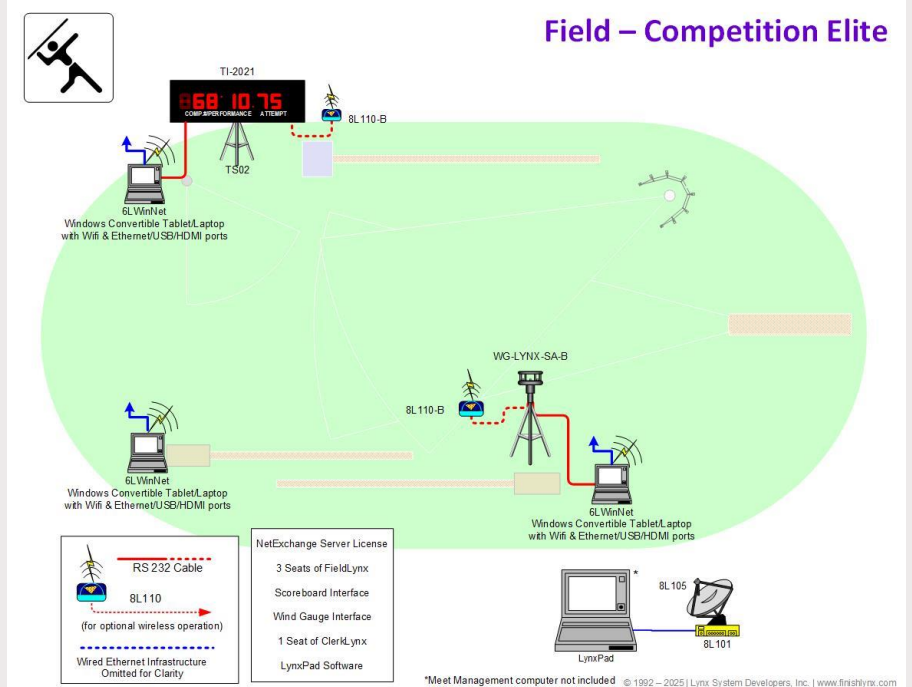 Field – Competition Elite
TI-2021
68 10.75
COMP.#/PERFORMANCE ATTEMPT
8L110-B
TS02
6LWinNet
Windows Convertible Tablet/Laptop
with Wifi & Ethernet/USB/HDMI ports
WG-LYNX-SA-B
8L110-B
6LWinNet
Windows Convertible Tablet/Laptop
with Wifi & Ethernet/USB/HDMI ports
6LWinNet
Windows Convertible Tablet/Laptop
with Wifi & Ethernet/USB/HDMI ports
RS 232 Cable
8L110
(for optional wireless operation)
Wired Ethernet Infrastructure
Omitted for Clarity
NetExchange Server License
3 Seats of FieldLynx
Scoreboard Interface
Wind Gauge Interface
1 Seat of ClerkLynx
LynxPad Software
*
8L105
8L101
LynxPad
*Meet Management computer not included
© 1992 – 2025 | Lynx System Developers, Inc. | www.finishlynx.com